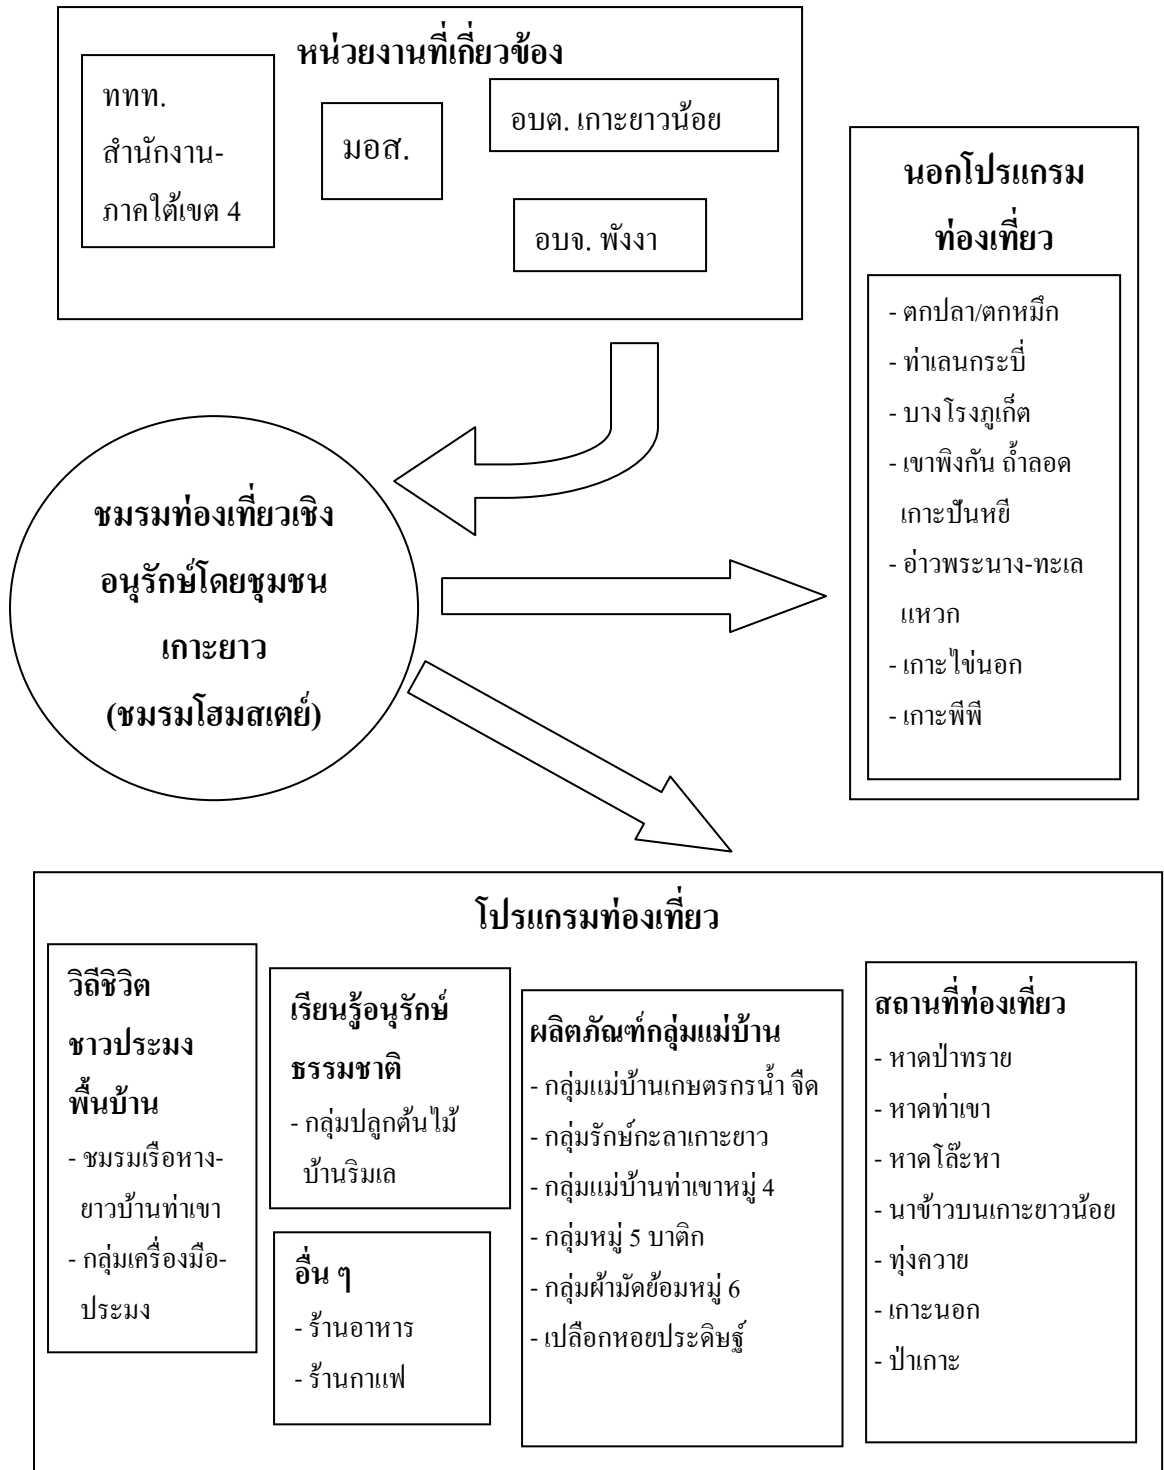 หน่วยงานที่เกี่ยวข้อง
ททท.
สำนักงาน-
ภาคใต้เขต 4
มอส.
อบต. เกาะยาวน้อย
อบจ. พังงา
นอกโปรแกรม
ท่องเที่ยว
- ตกปลา/ตกหมึก
- ท่าเลนกระบี่
- บางโรงภูเก็ต
- เขาพิงกัน ถ้ำลอด
เกาะปันหยี
- อ่าวพระนาง-ทะเล
แหวก
- เกาะไข่นอก
- เกาะพีพี
ชมรมท่องเที่ยวเชิง
อนุรักษ์โดยชุมชน
เกาะยาว
(ชมรมโฮมสเตย์)
โปรแกรมท่องเที่ยว
วิถีชีวิต
ชาวประมง
พื้นบ้าน
- ชมรมเรือหาง-
ยาวบ้านท่าเขา
- กลุ่มเครื่องมือ-
ประมง
เรียนรู้อนุรักษ์
ธรรมชาติ
- กลุ่มปลูกต้นไม้
บ้านริมเล
อื่น ๆ
- ร้านอาหาร
- ร้านกาแฟ
ผลิตภัณฑ์กลุ่มแม่บ้าน
- กลุ่มแม่บ้านเกษตรกรน้ำ จืด
- กลุ่มรักษ์กะลาเกาะยาว
- กลุ่มแม่บ้านท่าเขาหมู่ 4
- กลุ่มหมู่ 5 บาติก
- กลุ่มผ้ามัดย้อมหมู่ 6
- เปลือกหอยประดิษฐ์
สถานที่ท่องเที่ยว
- หาดป่าทราย
- หาดท่าเขา
- หาดโล๊ะหา
- นาข้าวบนเกาะยาวน้อย
- ทุ่งควาย
- เกาะนอก
- ป่าเกาะ